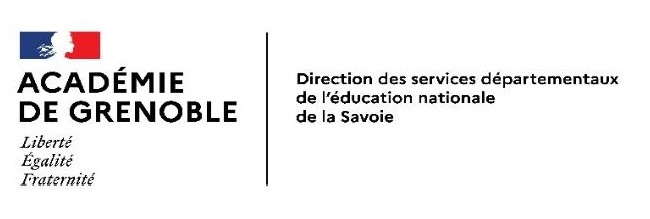 ACADÉMIE
DE GRENOBLE
Liberté
Égalité
Fraternité
Direction des services départementaux
de l'éducation nationale
de la Savoie